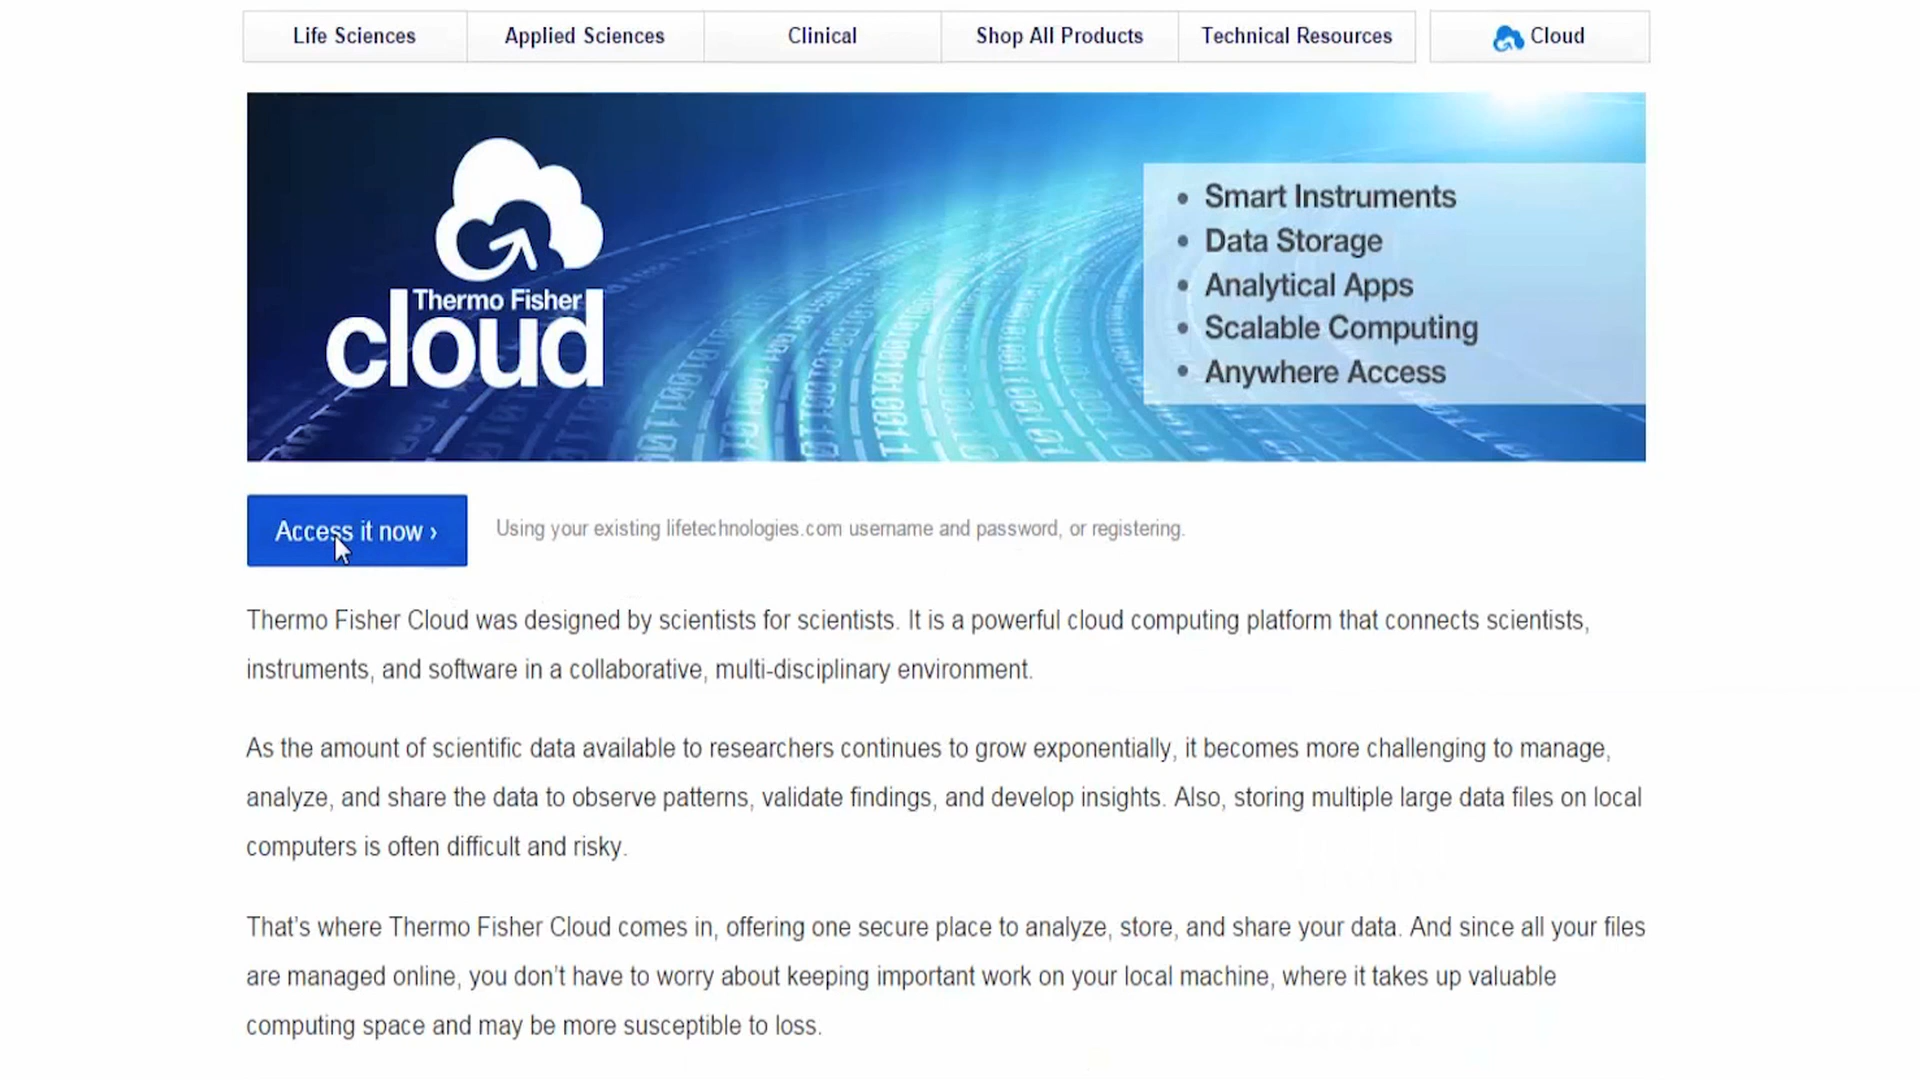 Life Sciences Applied Sciences Clinical Shop All Products Technical Resources Cloud
Thermo Fisher
cloud
• Smart Instruments
• Data Storage
• Analytical Apps
• Scalable Computing
• Anywhere Access
Access it now › Using your existing lifetechnologies.com username and password, or registering.
Thermo Fisher Cloud was designed by scientists for scientists. It is a powerful cloud computing platform that connects scientists,
instruments, and software in a collaborative, multi-disciplinary environment.
As the amount of scientific data available to researchers continues to grow exponentially, it becomes more challenging to manage,
analyze, and share the data to observe patterns, validate findings, and develop insights. Also, storing multiple large data files on local
computers is often difficult and risky.
That's where Thermo Fisher Cloud comes in, offering one secure place to analyze, store, and share your data. And since all your files
are managed online, you don't have to worry about keeping important work on your local machine, where it takes up valuable
computing space and may be more susceptible to loss.